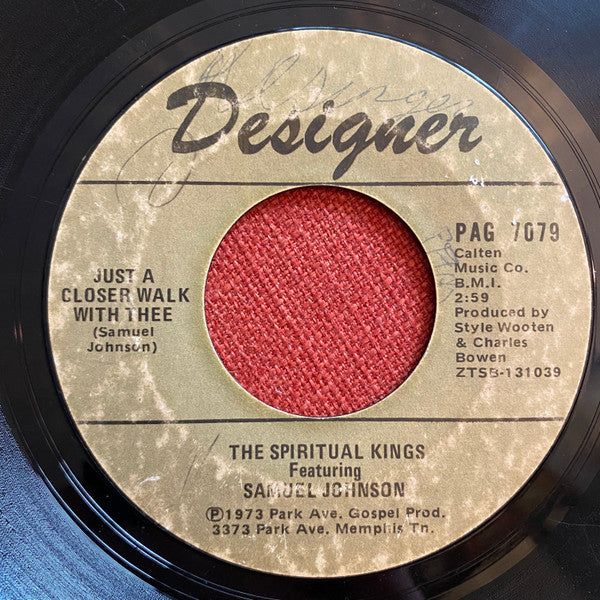 Designer
JUST A
CLOSER WALK
WITH THEE
(Samuel
Johnson)
PAG 7079
Calten
Music Co.
B.M.I.
2:59
Produced by
Style Wooten
& Charles
Bowen
ZTSB-131039
THE SPIRITUAL KINGS
Featuring
SAMUEL JOHNSON
Ⓟ1973 Park Ave. Gospel Prod.
3373 Park Ave. Memphis Tn.